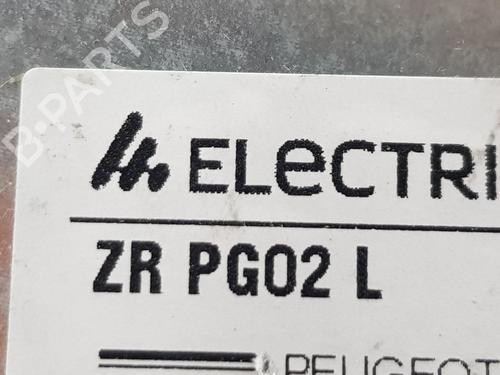 B-PARTS
ELECTRI
ZR PG02 L
PEUGEOT